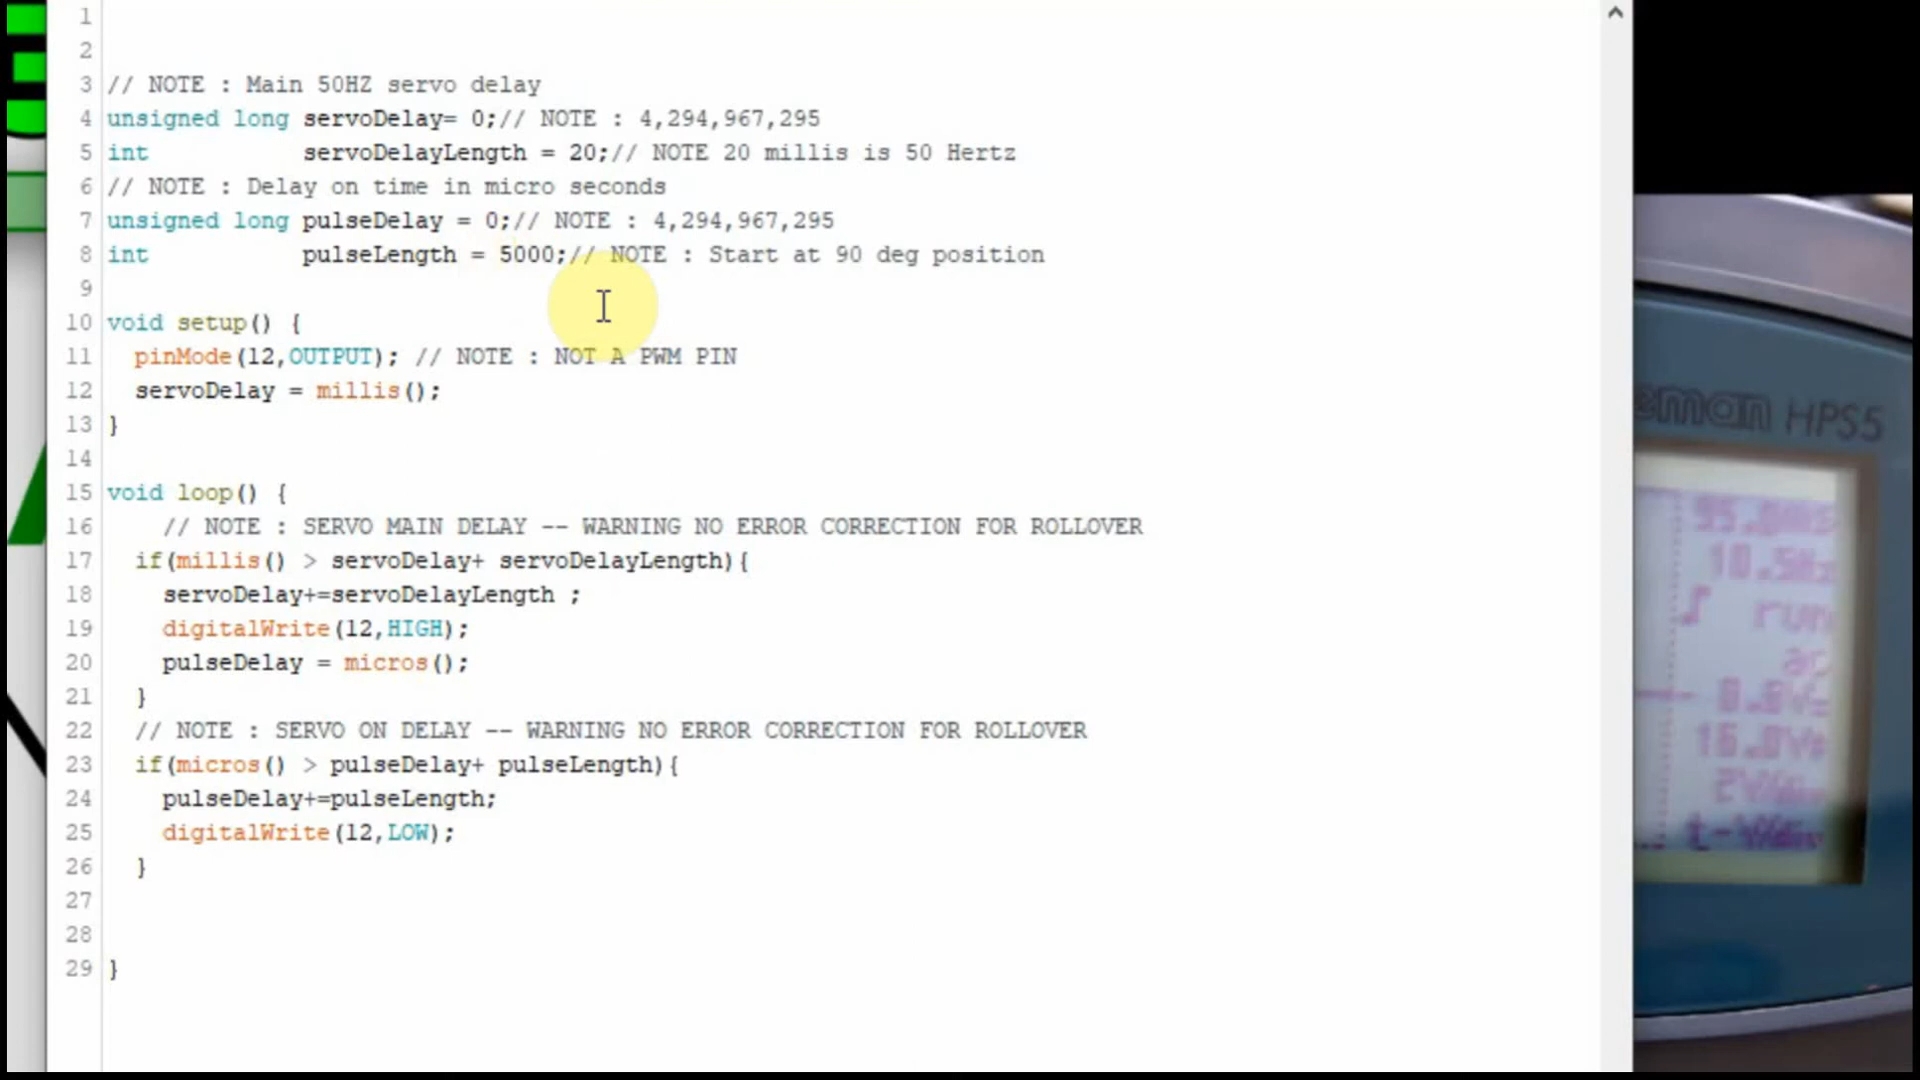 1
2
3 // NOTE : Main 50HZ servo delay
4 unsigned long servoDelay= 0;// NOTE : 4,294,967,295
5 int           servoDelayLength = 20;// NOTE 20 millis is 50 Hertz
6 // NOTE : Delay on time in micro seconds
7 unsigned long pulseDelay = 0;// NOTE : 4,294,967,295
8 int           pulseLength = 5000;// NOTE : Start at 90 deg position
9
10 void setup() {
11   pinMode(12,OUTPUT); // NOTE : NOT A PWM PIN
12   servoDelay = millis();
13 }
14
15 void loop() {
16     // NOTE : SERVO MAIN DELAY -- WARNING NO ERROR CORRECTION FOR ROLLOVER
17   if(millis() > servoDelay+ servoDelayLength){
18     servoDelay+=servoDelayLength ;
19     digitalWrite(12,HIGH);
20     pulseDelay = micros();
21   }
22   // NOTE : SERVO ON DELAY -- WARNING NO ERROR CORRECTION FOR ROLLOVER
23   if(micros() > pulseDelay+ pulseLength){
24     pulseDelay+=pulseLength;
25     digitalWrite(12,LOW);
26   }
27
28
29 }
HPS5
run
ac